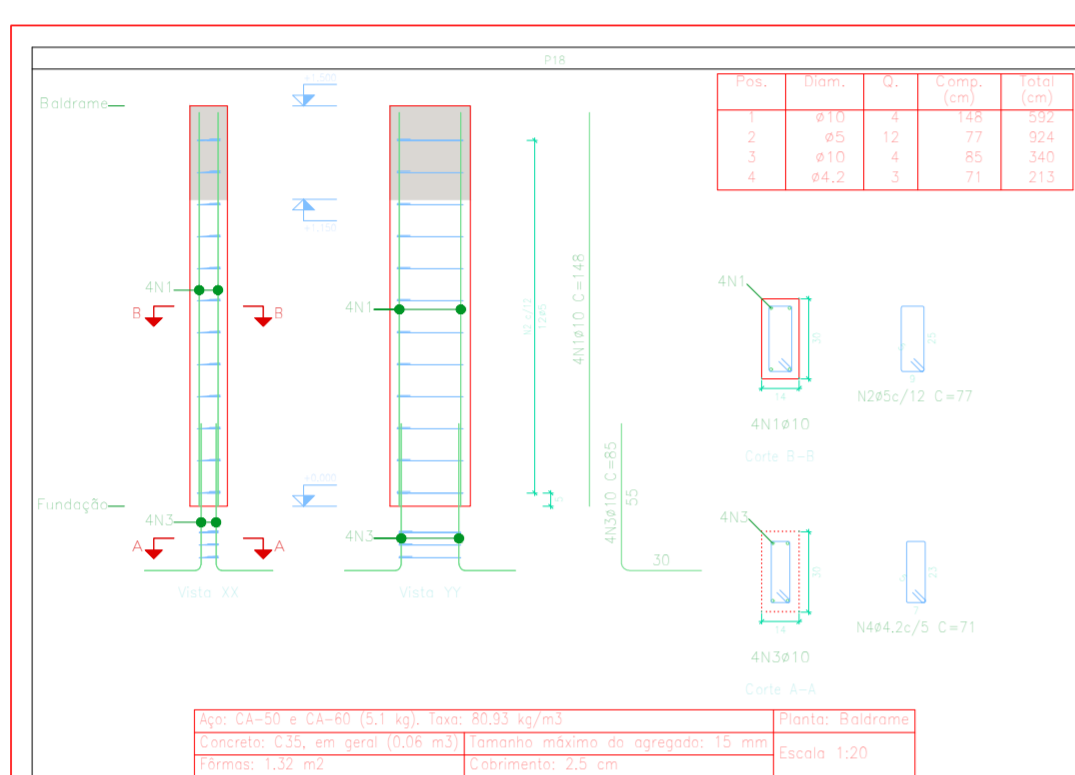 P18
Pos. Diam. Q. Comp. (cm) Total (cm)
1 ø10 4 148 592
2 ø5 12 77 924
3 ø10 4 85 340
4 ø4.2 3 71 213
Baldrame
+1.500
+1.150
4N1
B B
4N1
N2 c/12
12ø5
4N1ø10 C=148
+0.000
Fundação
4N3
A A
4N3
5
4N3ø10 C=85
55
30
Vista XX
Vista YY
4N1
30
14
4N1ø10
Corte B-B
25
9
N2ø5c/12 C=77
4N3
30
14
4N3ø10
Corte A-A
23
7
N4ø4.2c/5 C=71
Aço: CA-50 e CA-60 (5.1 kg). Taxa: 80.93 kg/m3
Planta: Baldrame
Concreto: C35, em geral (0.06 m3)
Tamanho máximo do agregado: 15 mm
Escala 1:20
Fôrmas: 1.32 m2
Cobrimento: 2.5 cm